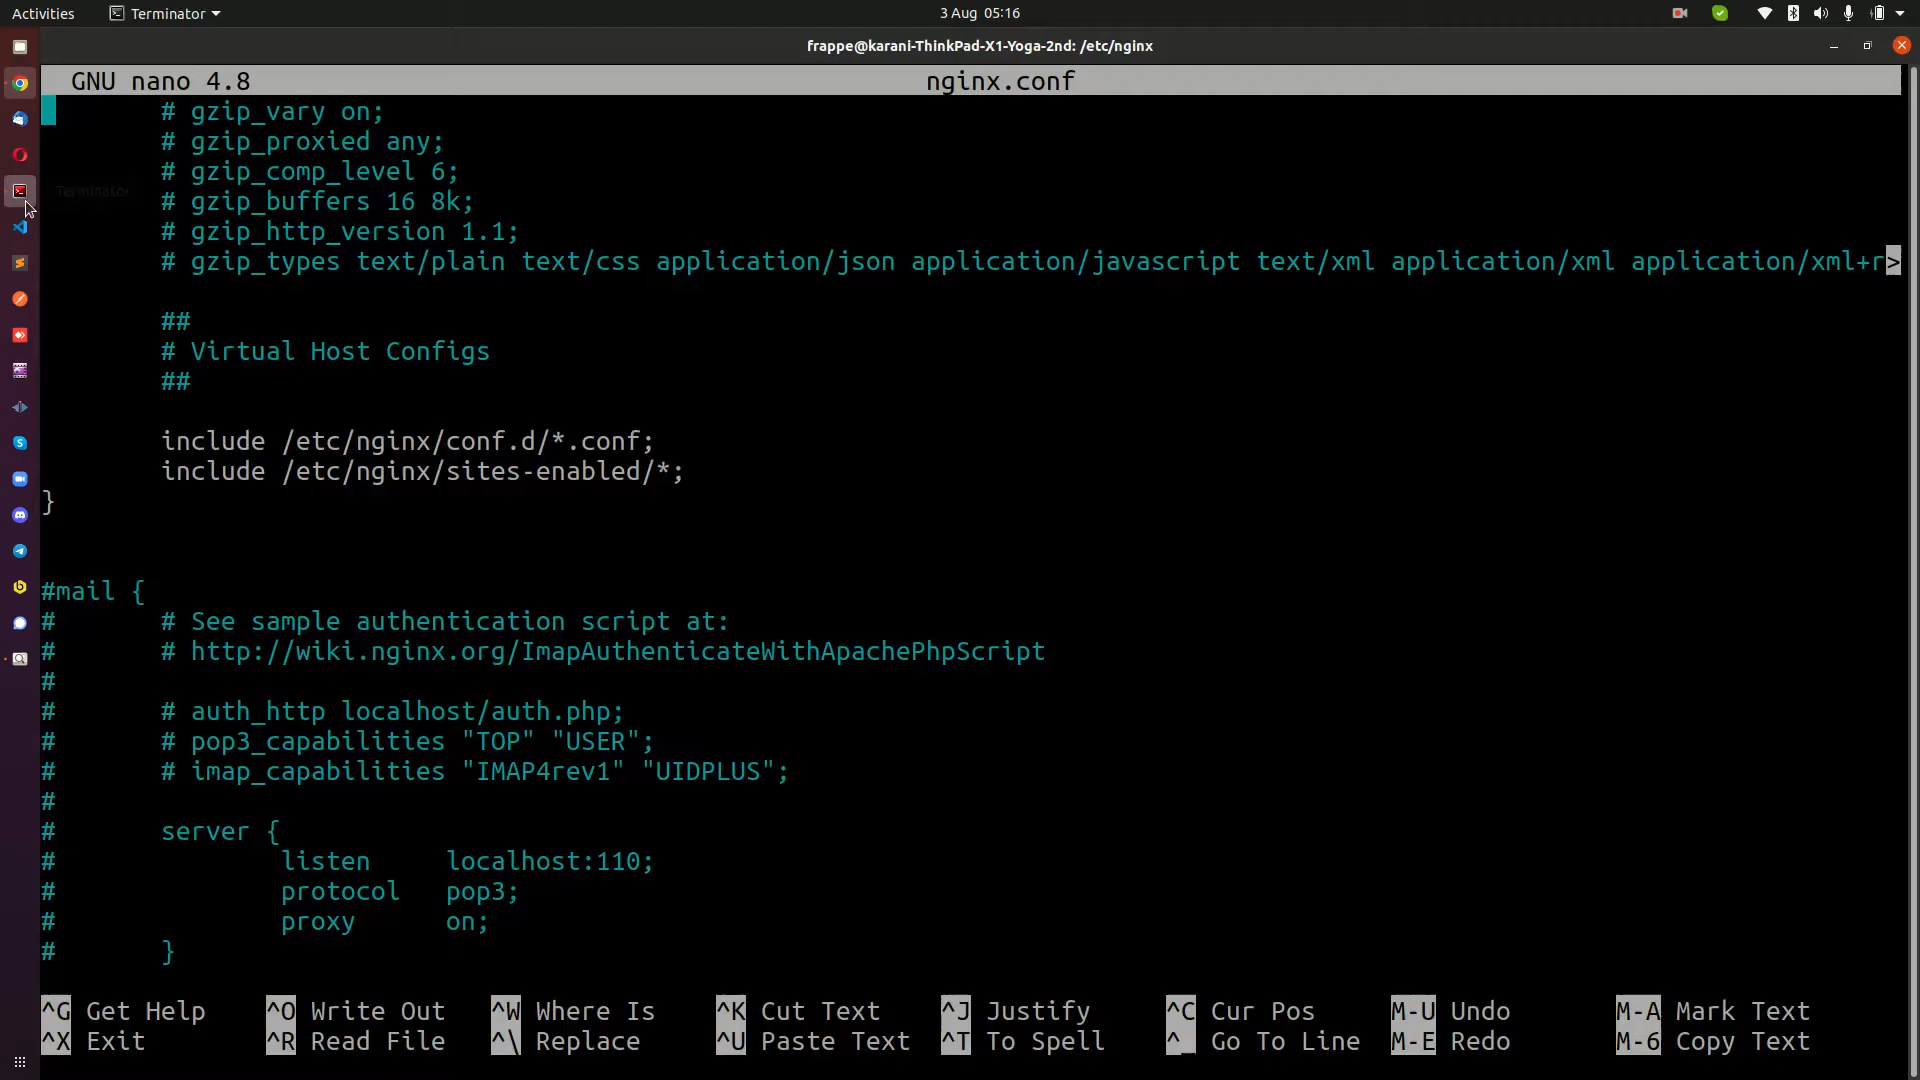 Activities Terminator 3 Aug 05:16
frappe@karani-ThinkPad-X1-Yoga-2nd: /etc/nginx
GNU nano 4.8 nginx.conf
# gzip_vary on;
# gzip_proxied any;
# gzip_comp_level 6;
Terminator
# gzip_buffers 16 8k;
# gzip_http_version 1.1;
# gzip_types text/plain text/css application/json application/javascript text/xml application/xml application/xml+r>
##
# Virtual Host Configs
##
include /etc/nginx/conf.d/*.conf;
include /etc/nginx/sites-enabled/*;
}
#mail {
# # See sample authentication script at:
# # http://wiki.nginx.org/ImapAuthenticateWithApachePhpScript
#
# # auth_http localhost/auth.php;
# # pop3_capabilities "TOP" "USER";
# # imap_capabilities "IMAP4rev1" "UIDPLUS";
#
# server {
# listen localhost:110;
# protocol pop3;
# proxy on;
# }
^G Get Help ^O Write Out ^W Where Is ^K Cut Text ^J Justify ^C Cur Pos M-U Undo M-A Mark Text
^X Exit ^R Read File ^\ Replace ^U Paste Text ^T To Spell ^_ Go To Line M-E Redo M-6 Copy Text